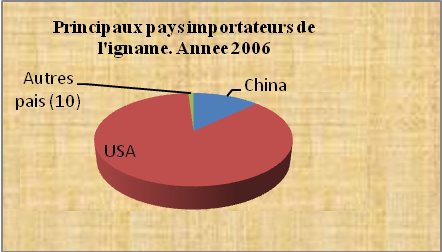 Principaux pays importateurs de
l'igname. Annee 2006
Autres
pais (10)
China
USA